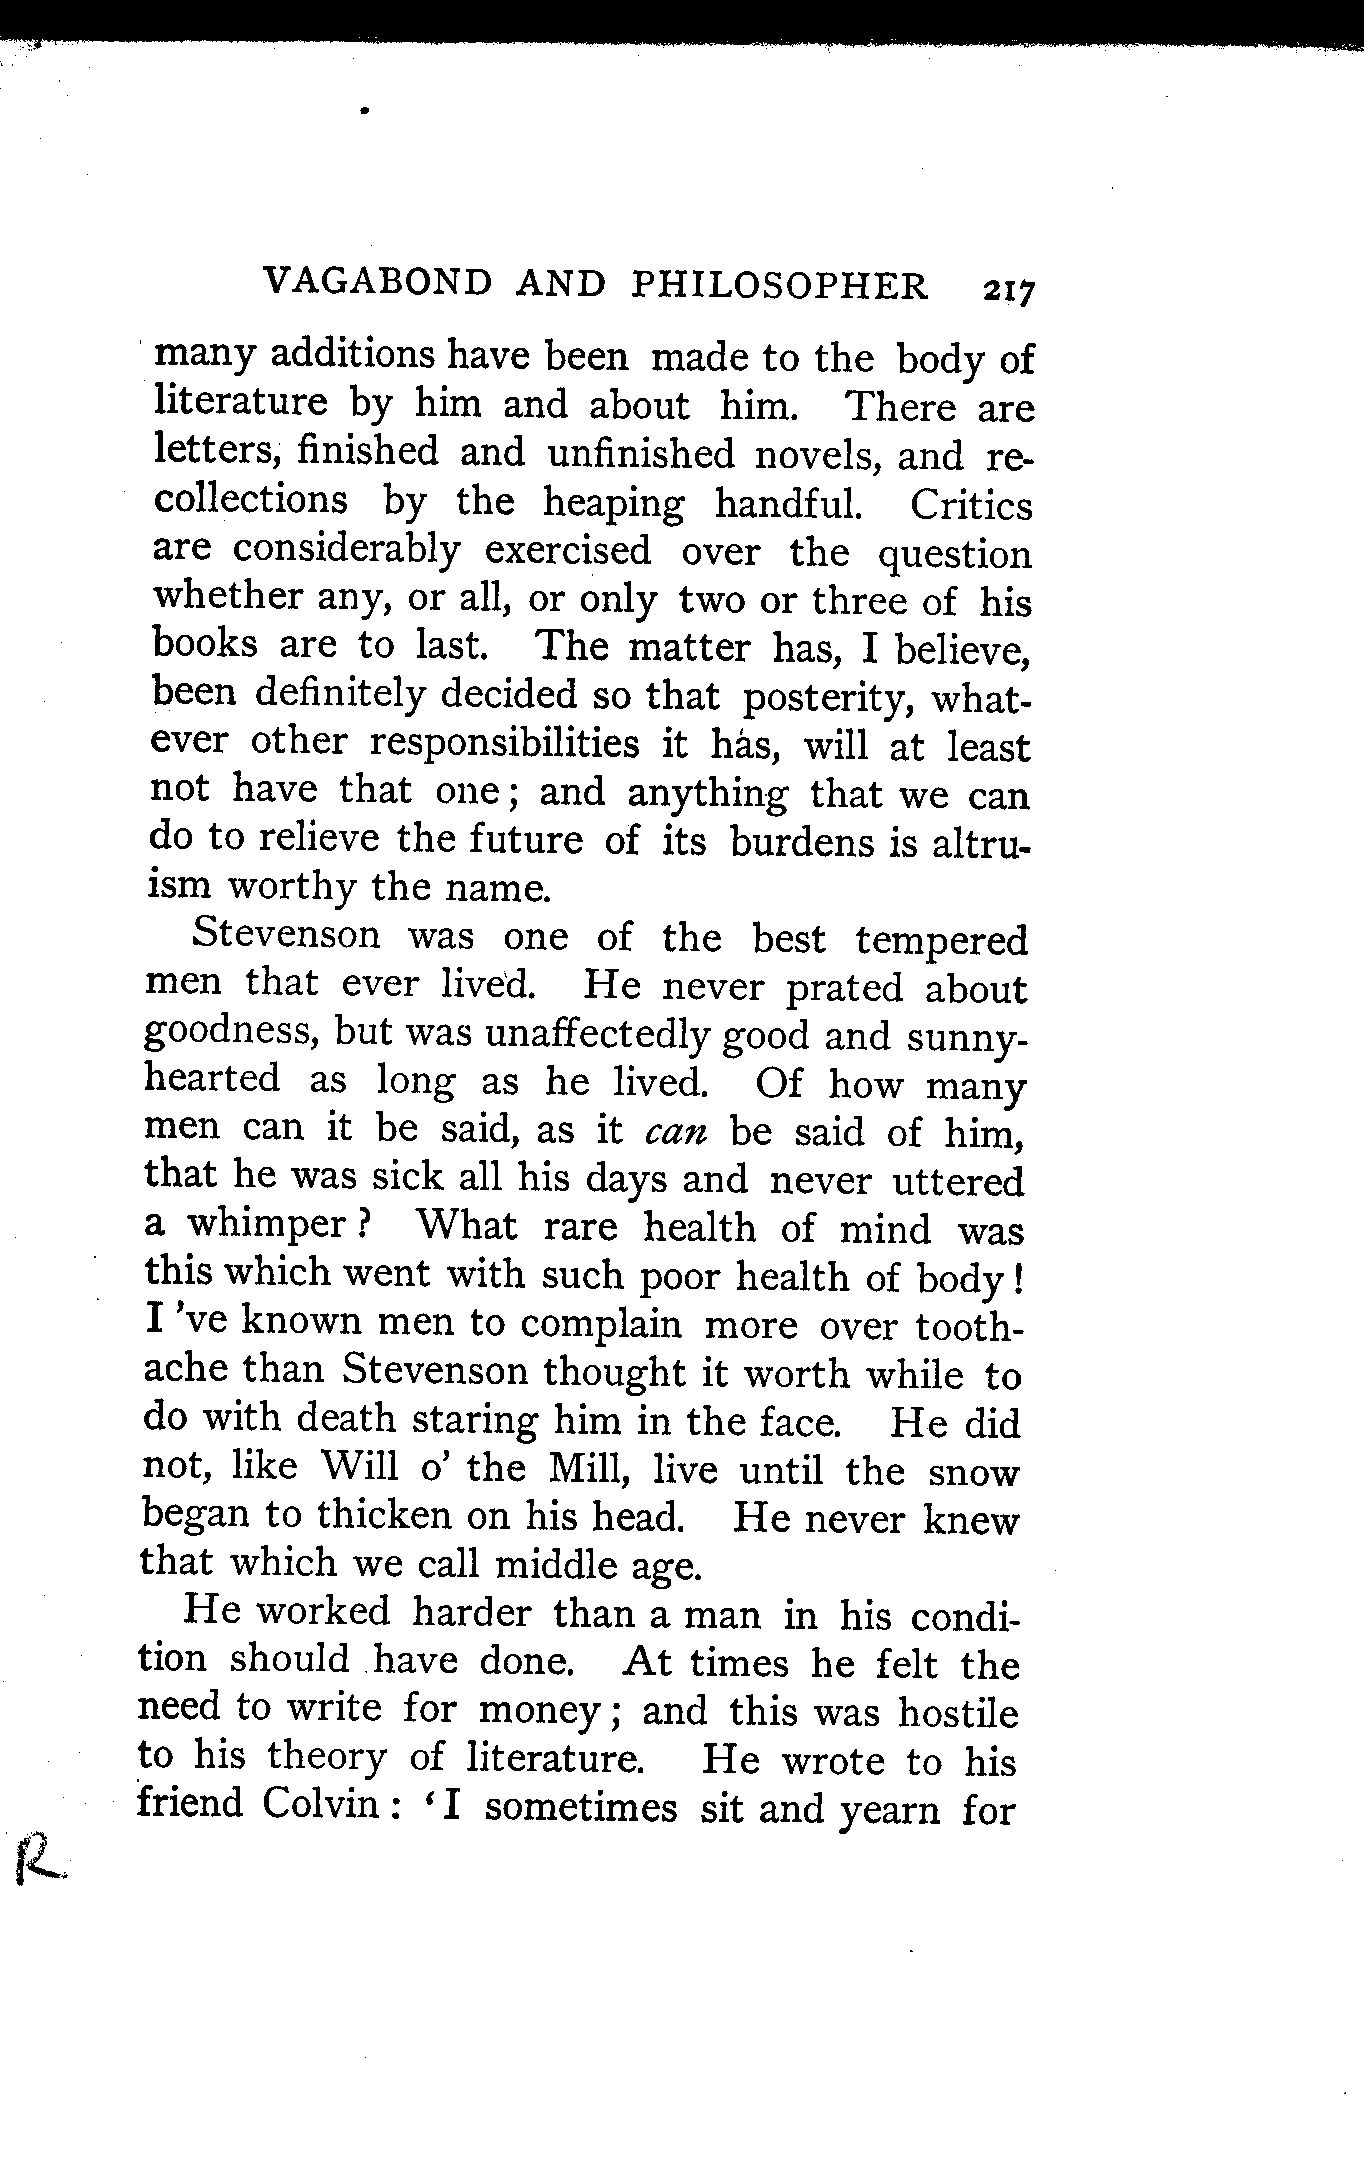 VAGABOND AND PHILOSOPHER 217
many additions have been made to the body of
literature by him and about him. There are
letters, finished and unfinished novels, and re-
collections by the heaping handful. Critics
are considerably exercised over the question
whether any, or all, or only two or three of his
books are to last. The matter has, I believe,
been definitely decided so that posterity, what-
ever other responsibilities it has, will at least
not have that one; and anything that we can
do to relieve the future of its burdens is altru-
ism worthy the name.
Stevenson was one of the best tempered
men that ever lived. He never prated about
goodness, but was unaffectedly good and sunny-
hearted as long as he lived. Of how many
men can it be said, as it can be said of him,
that he was sick all his days and never uttered
a whimper? What rare health of mind was
this which went with such poor health of body!
I 've known men to complain more over tooth-
ache than Stevenson thought it worth while to
do with death staring him in the face. He did
not, like Will o' the Mill, live until the snow
began to thicken on his head. He never knew
that which we call middle age.
He worked harder than a man in his condi-
tion should have done. At times he felt the
need to write for money; and this was hostile
to his theory of literature. He wrote to his
friend Colvin: ‘I sometimes sit and yearn for
R